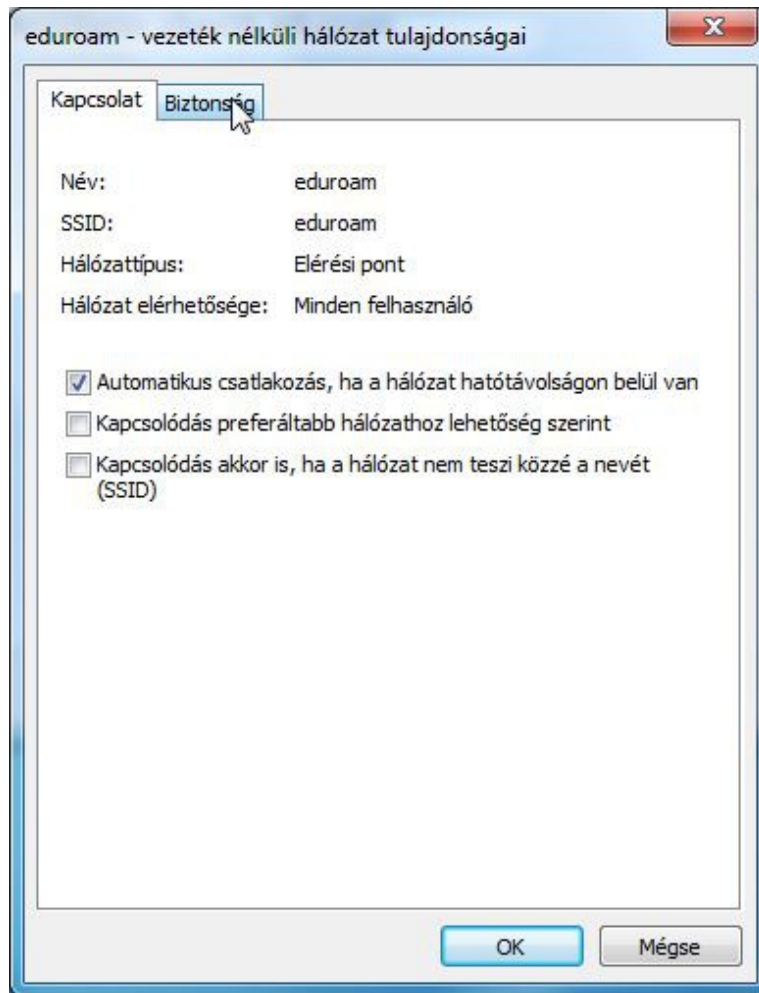 eduroam - vezeték nélküli hálózat tulajdonságai
Kapcsolat Biztonság
Név: eduroam
SSID: eduroam
Hálózattípus: Elérési pont
Hálózat elérhetősége: Minden felhasználó
Automatikus csatlakozás, ha a hálózat hatótávolságon belül van
Kapcsolódás preferáltabb hálózathoz lehetőség szerint
Kapcsolódás akkor is, ha a hálózat nem teszi közzé a nevét
(SSID)
OK Mégse